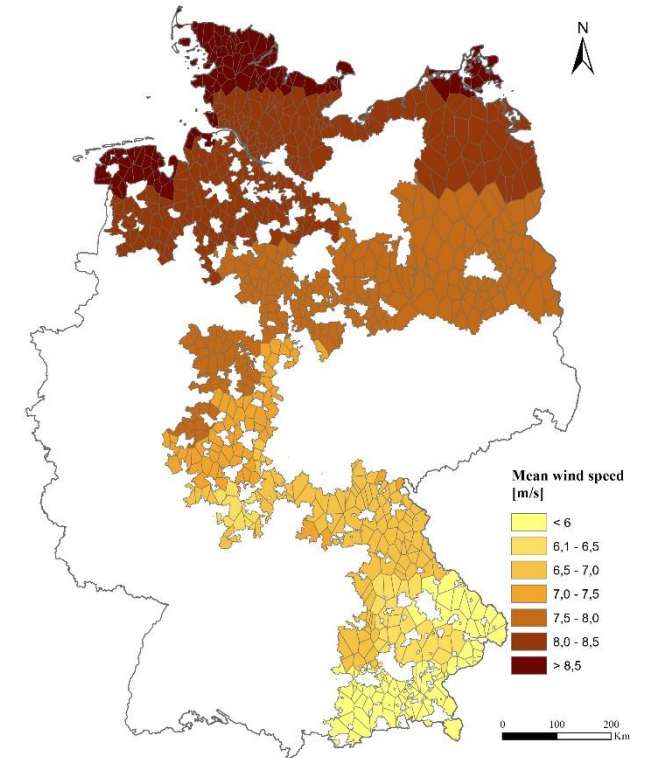 N
Mean wind speed
[m/s]
< 6
6,1 - 6,5
6,5 - 7,0
7,0 - 7,5
7,5 - 8,0
8,0 - 8,5
> 8,5
0 100 200
Km